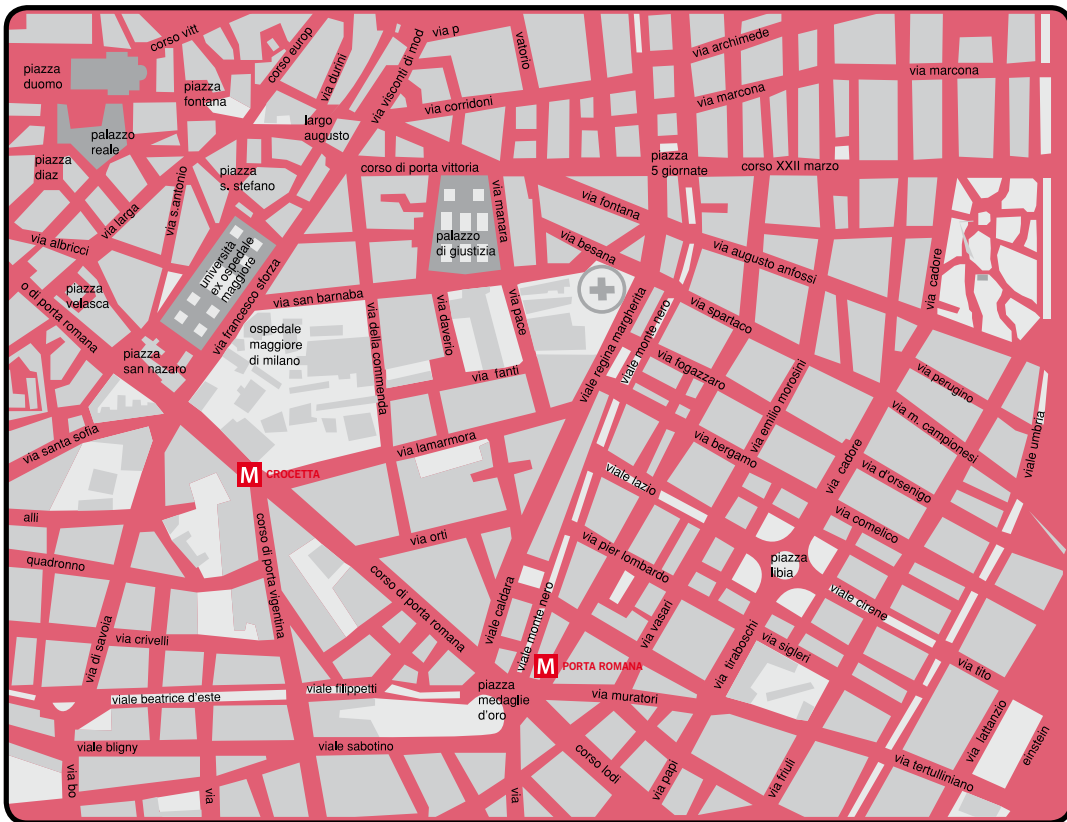 corso vitt
corso europ
via durini
via visconti di mod
via p
vatorio
via archimede
via marcona
piazza
duomo
piazza
fontana
via corridoni
via marcona
largo
augusto
palazzo
reale
piazza
diaz
piazza
s. stefano
corso di porta vittoria
piazza
5 giornate
corso XXII marzo
via s.antonio
via larga
via albricci
via manara
via fontana
via besana
via augusto anfossi
via cadore
palazzo
di giustizia
università
ex ospedale
maggiore
via francesco sforza
piazza
velasca
o di porta romana
via san barnaba
via della commenda
via daverio
via pace
viale regina margherita
viale monte nero
via spartaco
ospedale
maggiore
di milano
piazza
san nazaro
via fanti
via fogazzaro
via emilio morosini
via perugino
via m. campionesi
viale umbria
via santa sofia
via lamarmora
via bergamo
via cadore
via d'orsenigo
M CROCETTA
viale lazio
via comelico
alli
corso di porta vigentina
via orti
via pier lombardo
piazza
libia
quadronno
corso di porta romana
viale caldara
viale monte nero
via vasari
viale cirene
via di savoia
via crivelli
via tiraboschi
via sigleri
via tito
M PORTA ROMANA
viale beatrice d'este
viale filippetti
piazza
medaglie
d'oro
via muratori
via lattanzio
einstein
viale bligny
viale sabotino
corso lodi
via papi
via friuli
via tertulliano
via bo
via
via